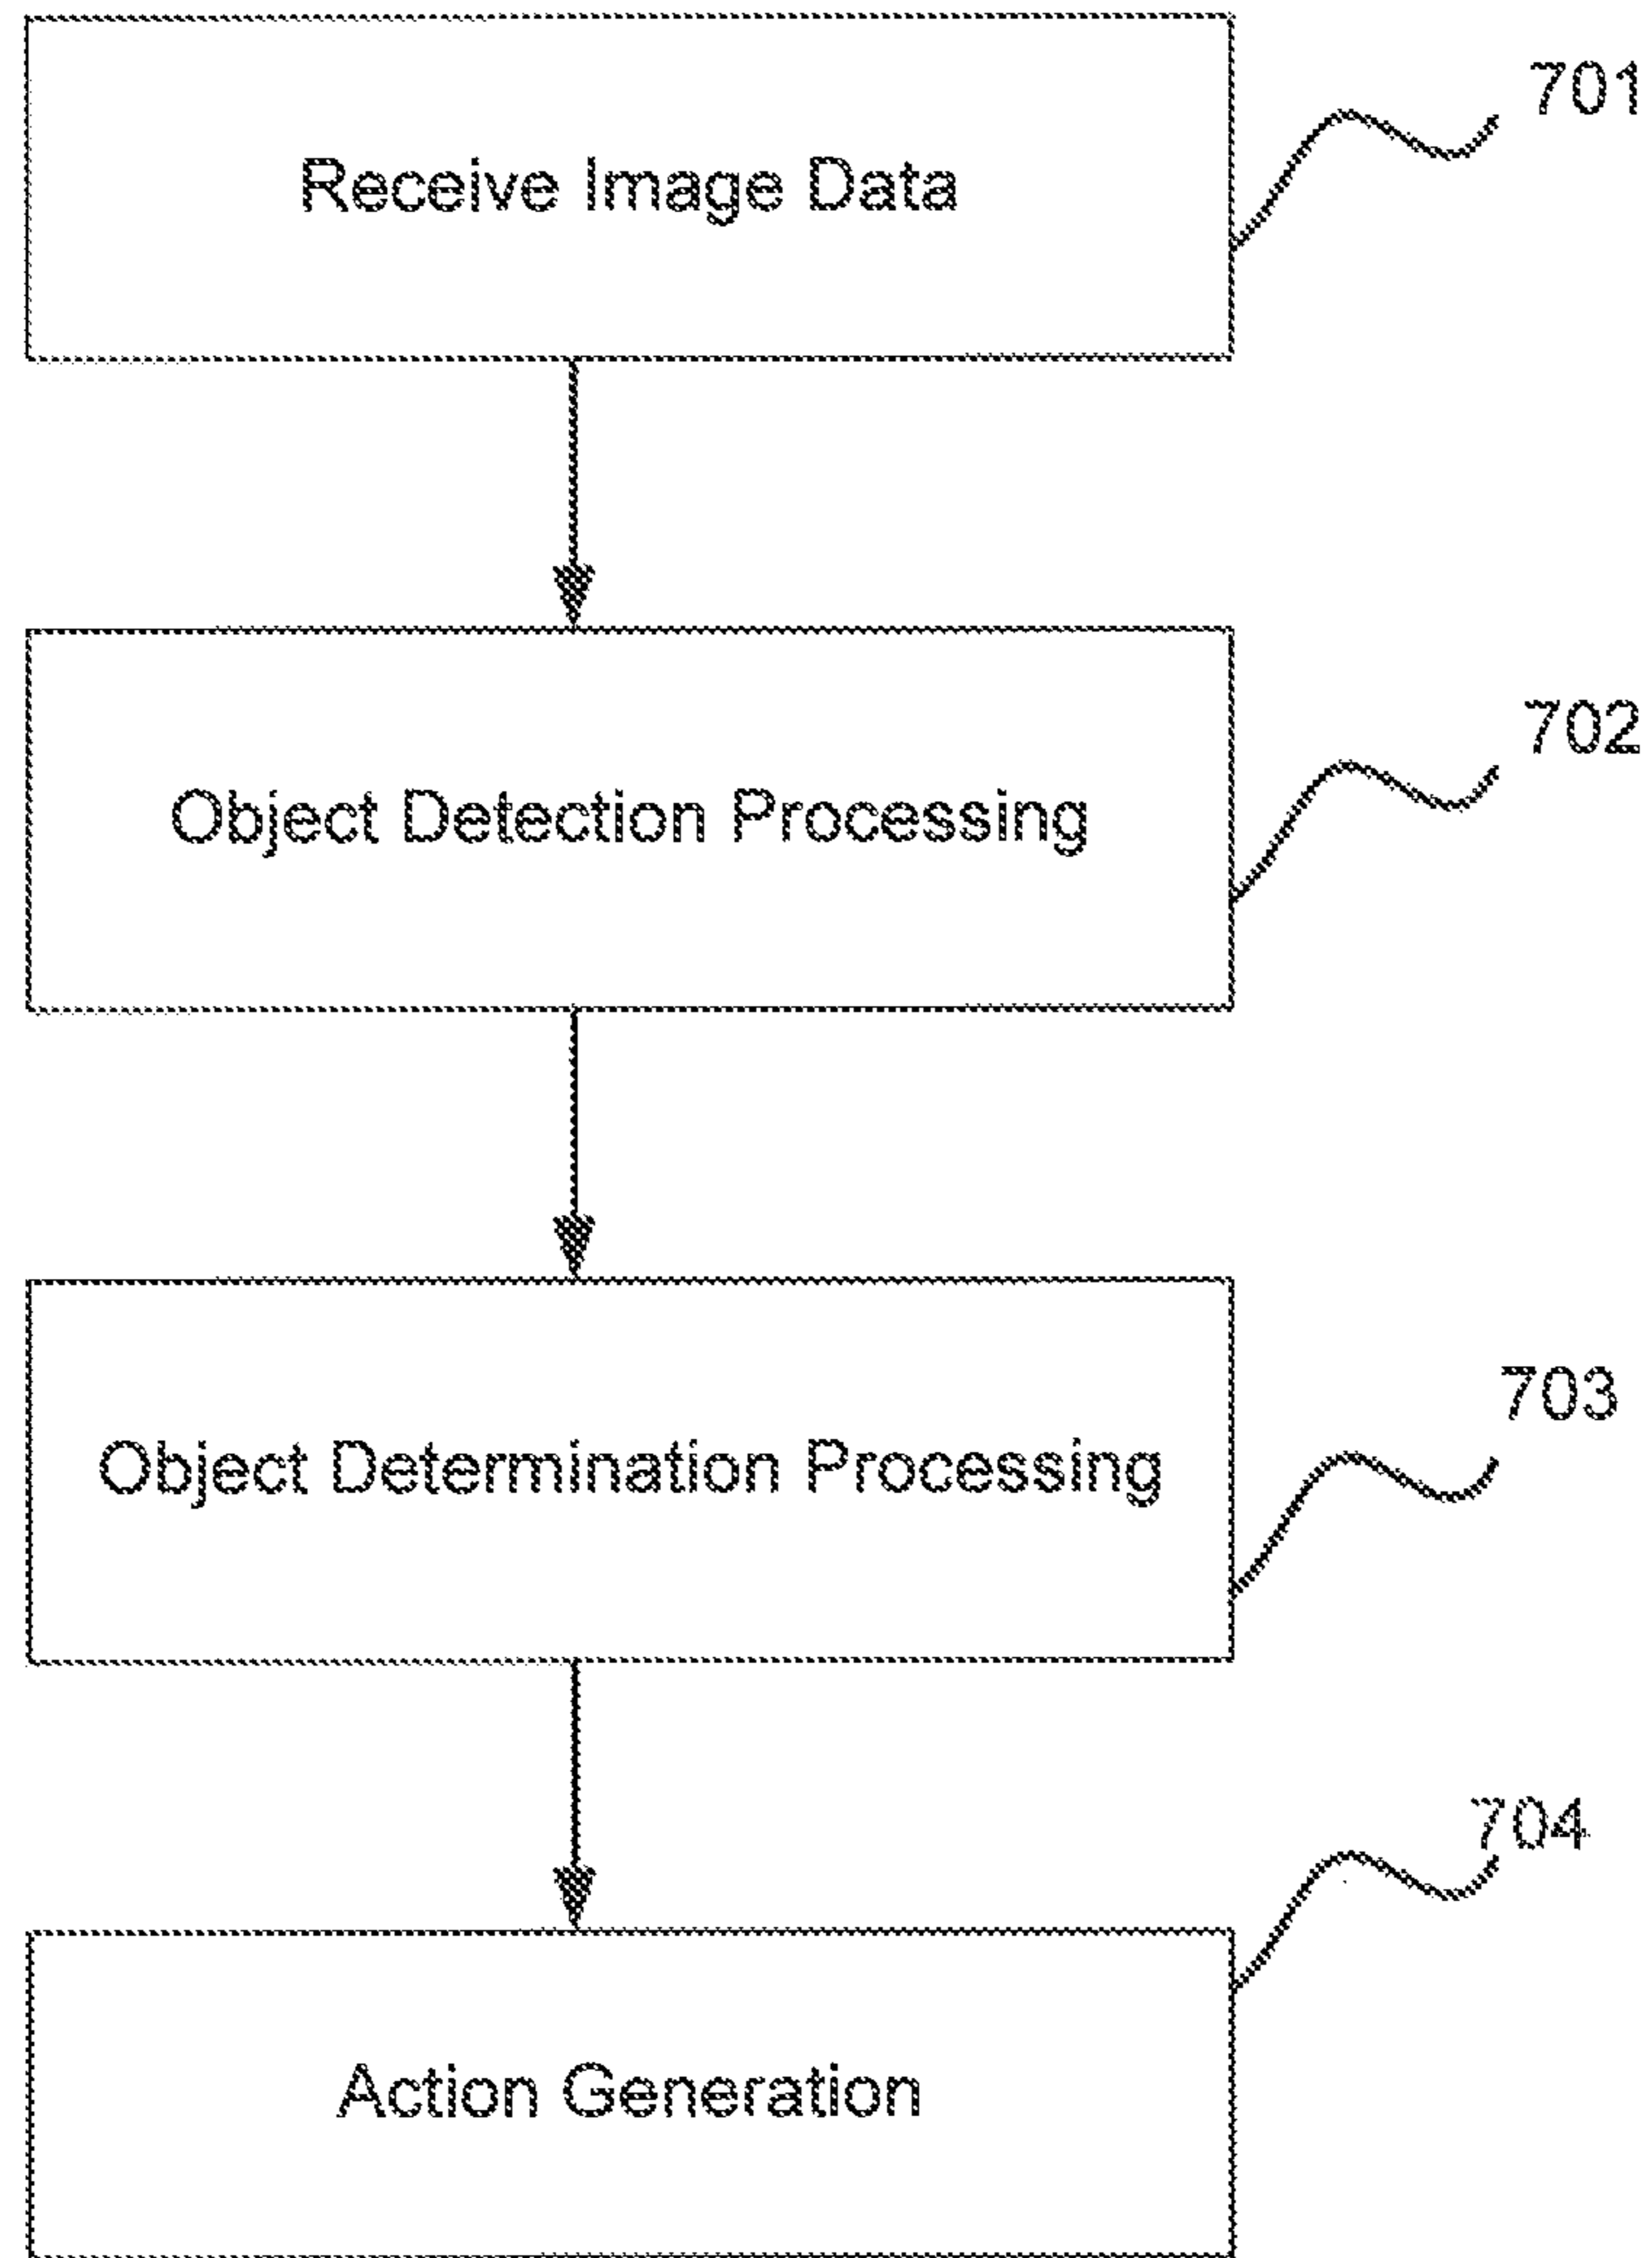 701
Receive Image Data
702
Object Detection Processing
703
Object Determination Processing
704
Action Generation